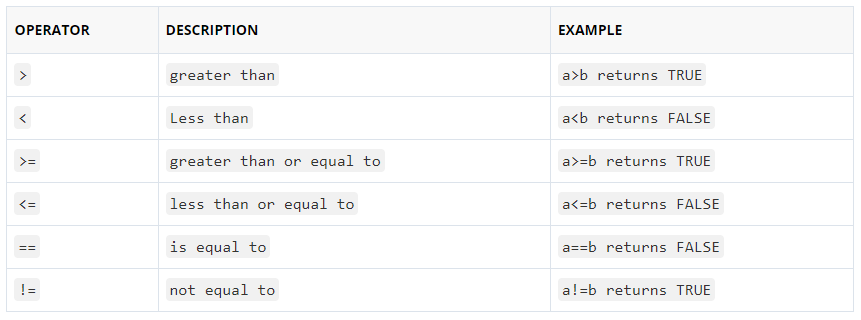 OPERATOR DESCRIPTION EXAMPLE
> greater than a>b returns TRUE
< Less than a<b returns FALSE
>= greater than or equal to a>=b returns TRUE
<= less than or equal to a<=b returns FALSE
== is equal to a==b returns FALSE
!= not equal to a!=b returns TRUE